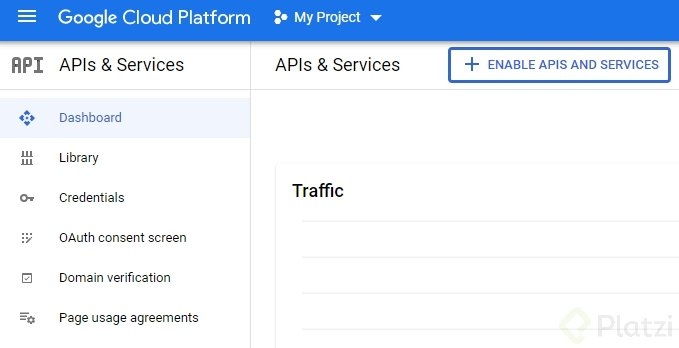 Google Cloud Platform My Project
API APIs & Services
APIs & Services + ENABLE APIS AND SERVICES
Dashboard
Library
Credentials
OAuth consent screen
Domain verification
Page usage agreements
Traffic
Platzi